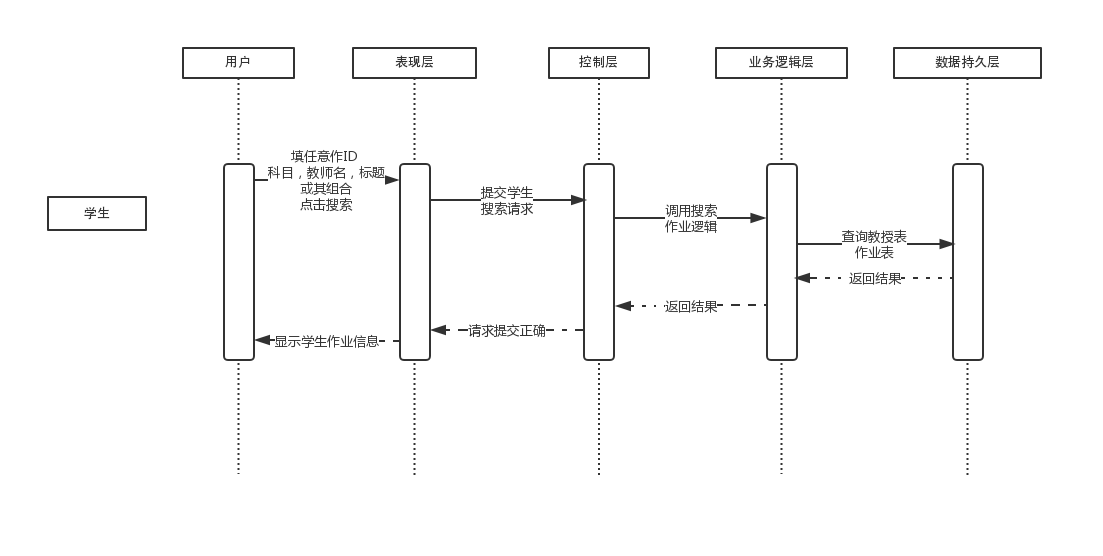 用户
表现层
控制层
业务逻辑层
数据持久层
填任意作ID
科目，教师名，标题
或其组合
点击搜索
提交学生
搜索请求
学生
调用搜索
作业逻辑
查询教授表
作业表
返回结果
返回结果
请求提交正确
显示学生作业信息